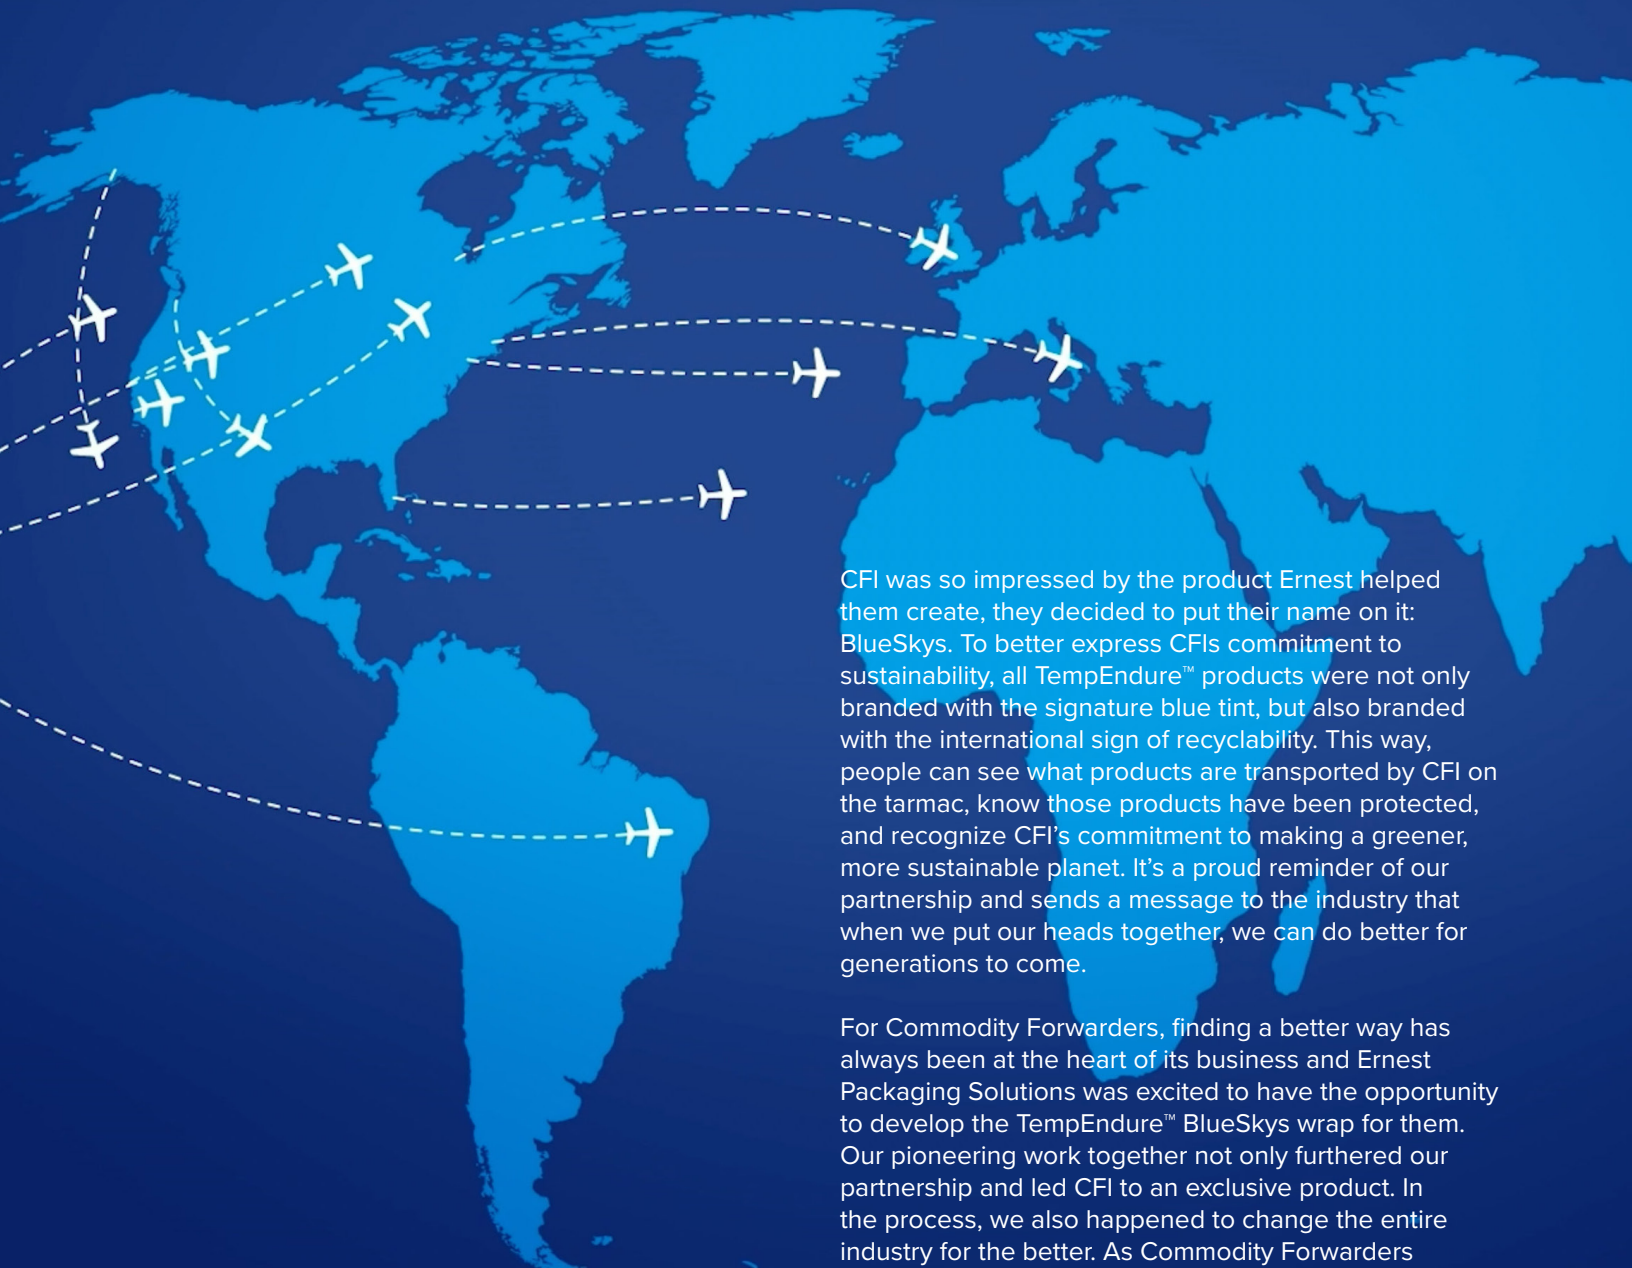 CFI was so impressed by the product Ernest helped
them create, they decided to put their name on it:
BlueSkys. To better express CFIs commitment to
sustainability, all TempEndure™ products were not only
branded with the signature blue tint, but also branded
with the international sign of recyclability. This way,
people can see what products are transported by CFI on
the tarmac, know those products have been protected,
and recognize CFI’s commitment to making a greener,
more sustainable planet. It’s a proud reminder of our
partnership and sends a message to the industry that
when we put our heads together, we can do better for
generations to come.

For Commodity Forwarders, finding a better way has
always been at the heart of its business and Ernest
Packaging Solutions was excited to have the opportunity
to develop the TempEndure™ BlueSkys wrap for them.
Our pioneering work together not only furthered our
partnership and led CFI to an exclusive product. In
the process, we also happened to change the entire
industry for the better. As Commodity Forwarders